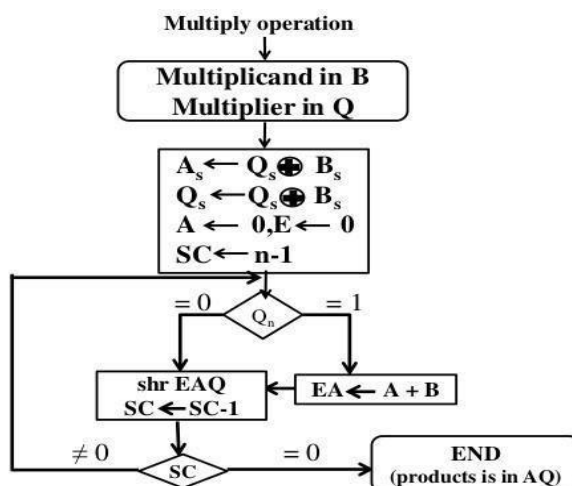 Multiply operation
Multiplicand in B
Multiplier in Q
Aₛ ← Qₛ ⊕ Bₛ
Qₛ ← Qₛ ⊕ Bₛ
A ← 0,E ← 0
SC ← n-1
= 0
= 1
Qₙ
shr EAQ
SC ← SC-1
EA ← A + B
≠ 0
SC
= 0
END
(products is in AQ)